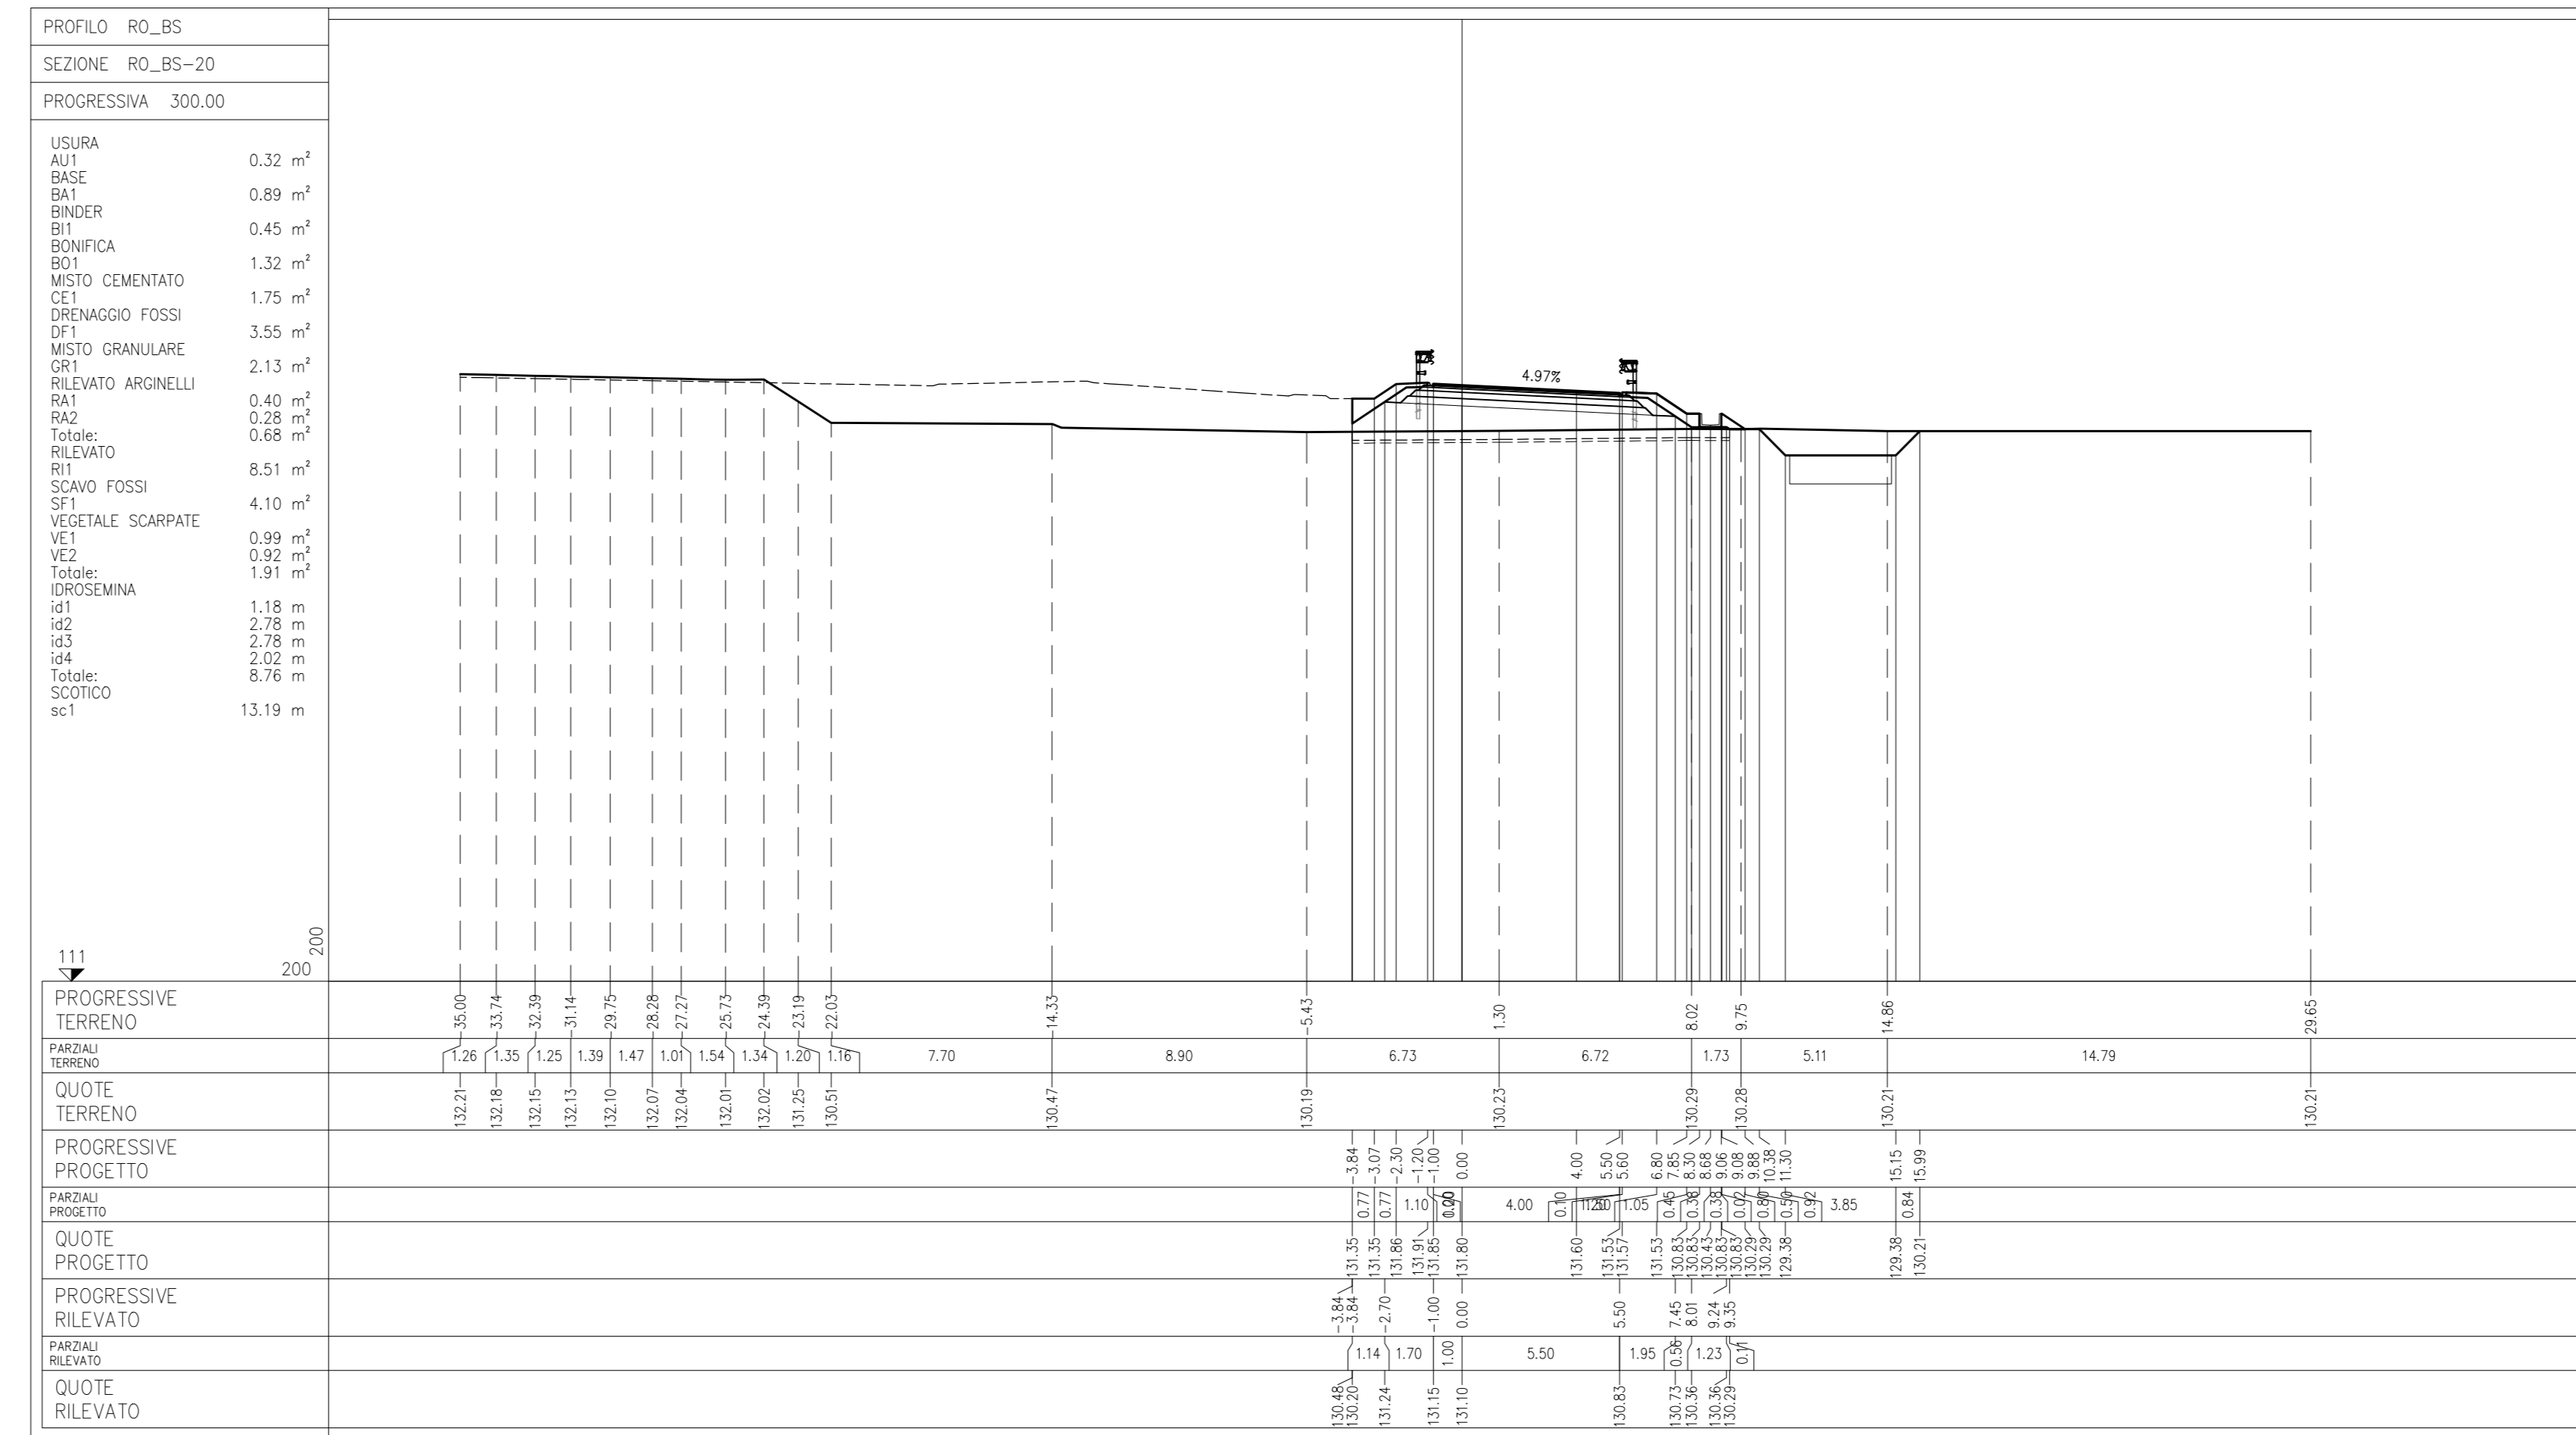 PROFILO RO_BS
SEZIONE RO_BS-20
PROGRESSIVA 300.00
USURA
AU1 0.32 m²
BASE
BA1 0.89 m²
BINDER
BI1 0.45 m²
BONIFICA
BO1 1.32 m²
MISTO CEMENTATO
CE1 1.75 m²
DRENAGGIO FOSSI
DF1 3.55 m²
MISTO GRANULARE
GR1 2.13 m²
RILEVATO ARGINELLI
RA1 0.40 m²
RA2 0.28 m²
Totale: 0.68 m²
RILEVATO
RI1 8.51 m²
SCAVO FOSSI
SF1 4.10 m²
VEGETALE SCARPATE
VE1 0.99 m²
VE2 0.92 m²
Totale: 1.91 m²
IDROSEMINA
id1 1.18 m
id2 2.78 m
id3 2.78 m
id4 2.02 m
Totale: 8.76 m
SCOTICO
sc1 13.19 m
4.97%
111 200
200
PROGRESSIVE
TERRENO
-35.00 -33.74 -32.39 -31.14 -29.75 -28.28 -27.27 -25.73 -24.39 -23.19 -22.03 -14.33 -5.43 1.30 8.02 9.75 14.86 29.65
PARZIALI
TERRENO
1.26 1.35 1.25 1.39 1.47 1.01 1.54 1.34 1.20 1.16 7.70 8.90 6.73 6.72 1.73 5.11 14.79
QUOTE
TERRENO
132.21 132.18 132.15 132.13 132.10 132.07 132.04 132.01 132.02 131.25 130.51 130.47 130.19 130.23 130.29 130.28 130.21 130.21
PROGRESSIVE
PROGETTO
-3.84 -3.07 -2.30 -1.20 -1.00 0.00 4.00 5.50 5.60 6.80 7.85 8.30 8.68 9.06 9.08 9.88 10.38 11.30 15.15 15.99
PARZIALI
PROGETTO
0.77 0.77 1.10 4.00 0.10 1.05 0.45 0.38 0.38 0.02 0.80 0.50 0.92 3.85 0.84
QUOTE
PROGETTO
131.35 131.35 131.86 131.91 131.85 131.80 131.60 131.53 131.57 131.53 130.83 130.83 130.43 130.83 130.83 130.29 130.29 129.38 129.38 130.21
PROGRESSIVE
RILEVATO
-3.84 -3.84 -2.70 -1.00 0.00 5.50 7.45 8.01 9.24 9.35
PARZIALI
RILEVATO
1.14 1.70 1.00 5.50 1.95 0.56 1.23 0.11
QUOTE
RILEVATO
130.48 130.20 131.24 131.15 131.10 130.83 130.73 130.36 130.36 130.29